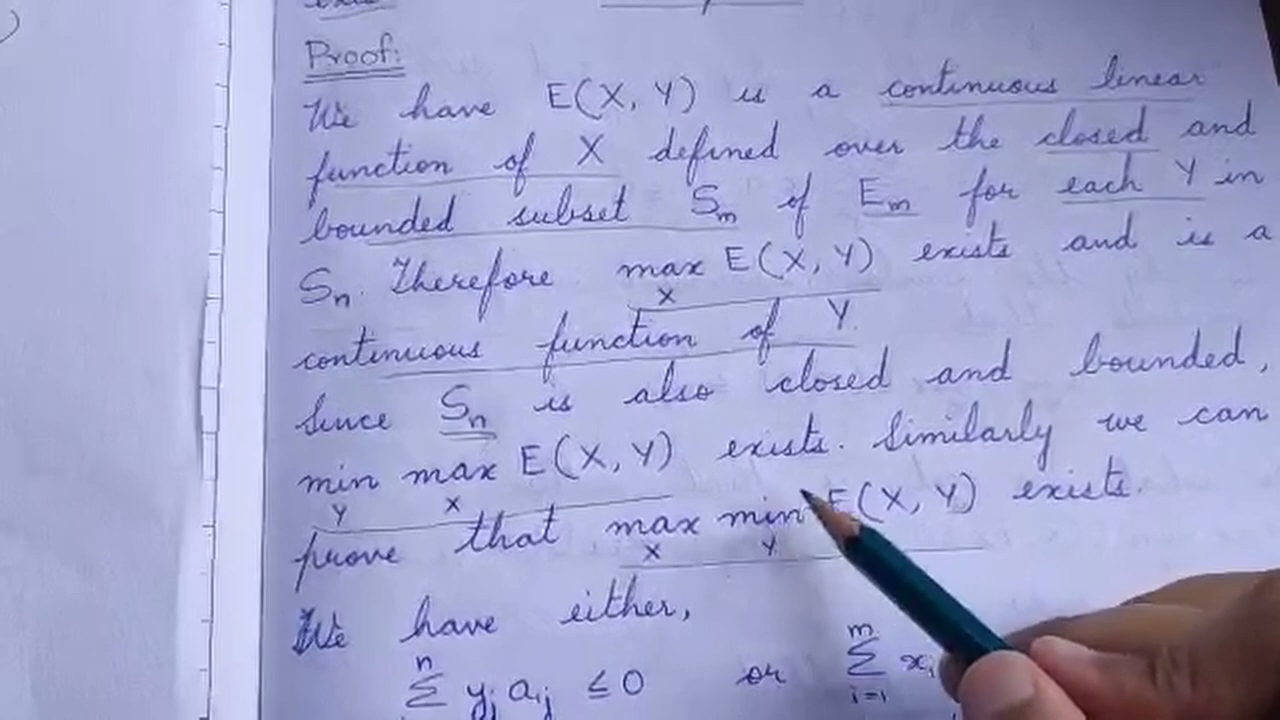 Proof:
We have E(X, Y) is a continuous linear
function of X defined over the closed and
bounded subset Sₘ of Eₘ for each Y in
Sₙ. Therefore max E(X, Y) exists and is a
X
continuous function of Y.
Since Sₙ is also closed and bounded,
min max E(X, Y) exists. Similarly we can
Y X
prove that max min E(X, Y) exists.
X Y
We have either,
n m
Σ yⱼ aᵢⱼ ≤ 0 or Σ xᵢ
i=1